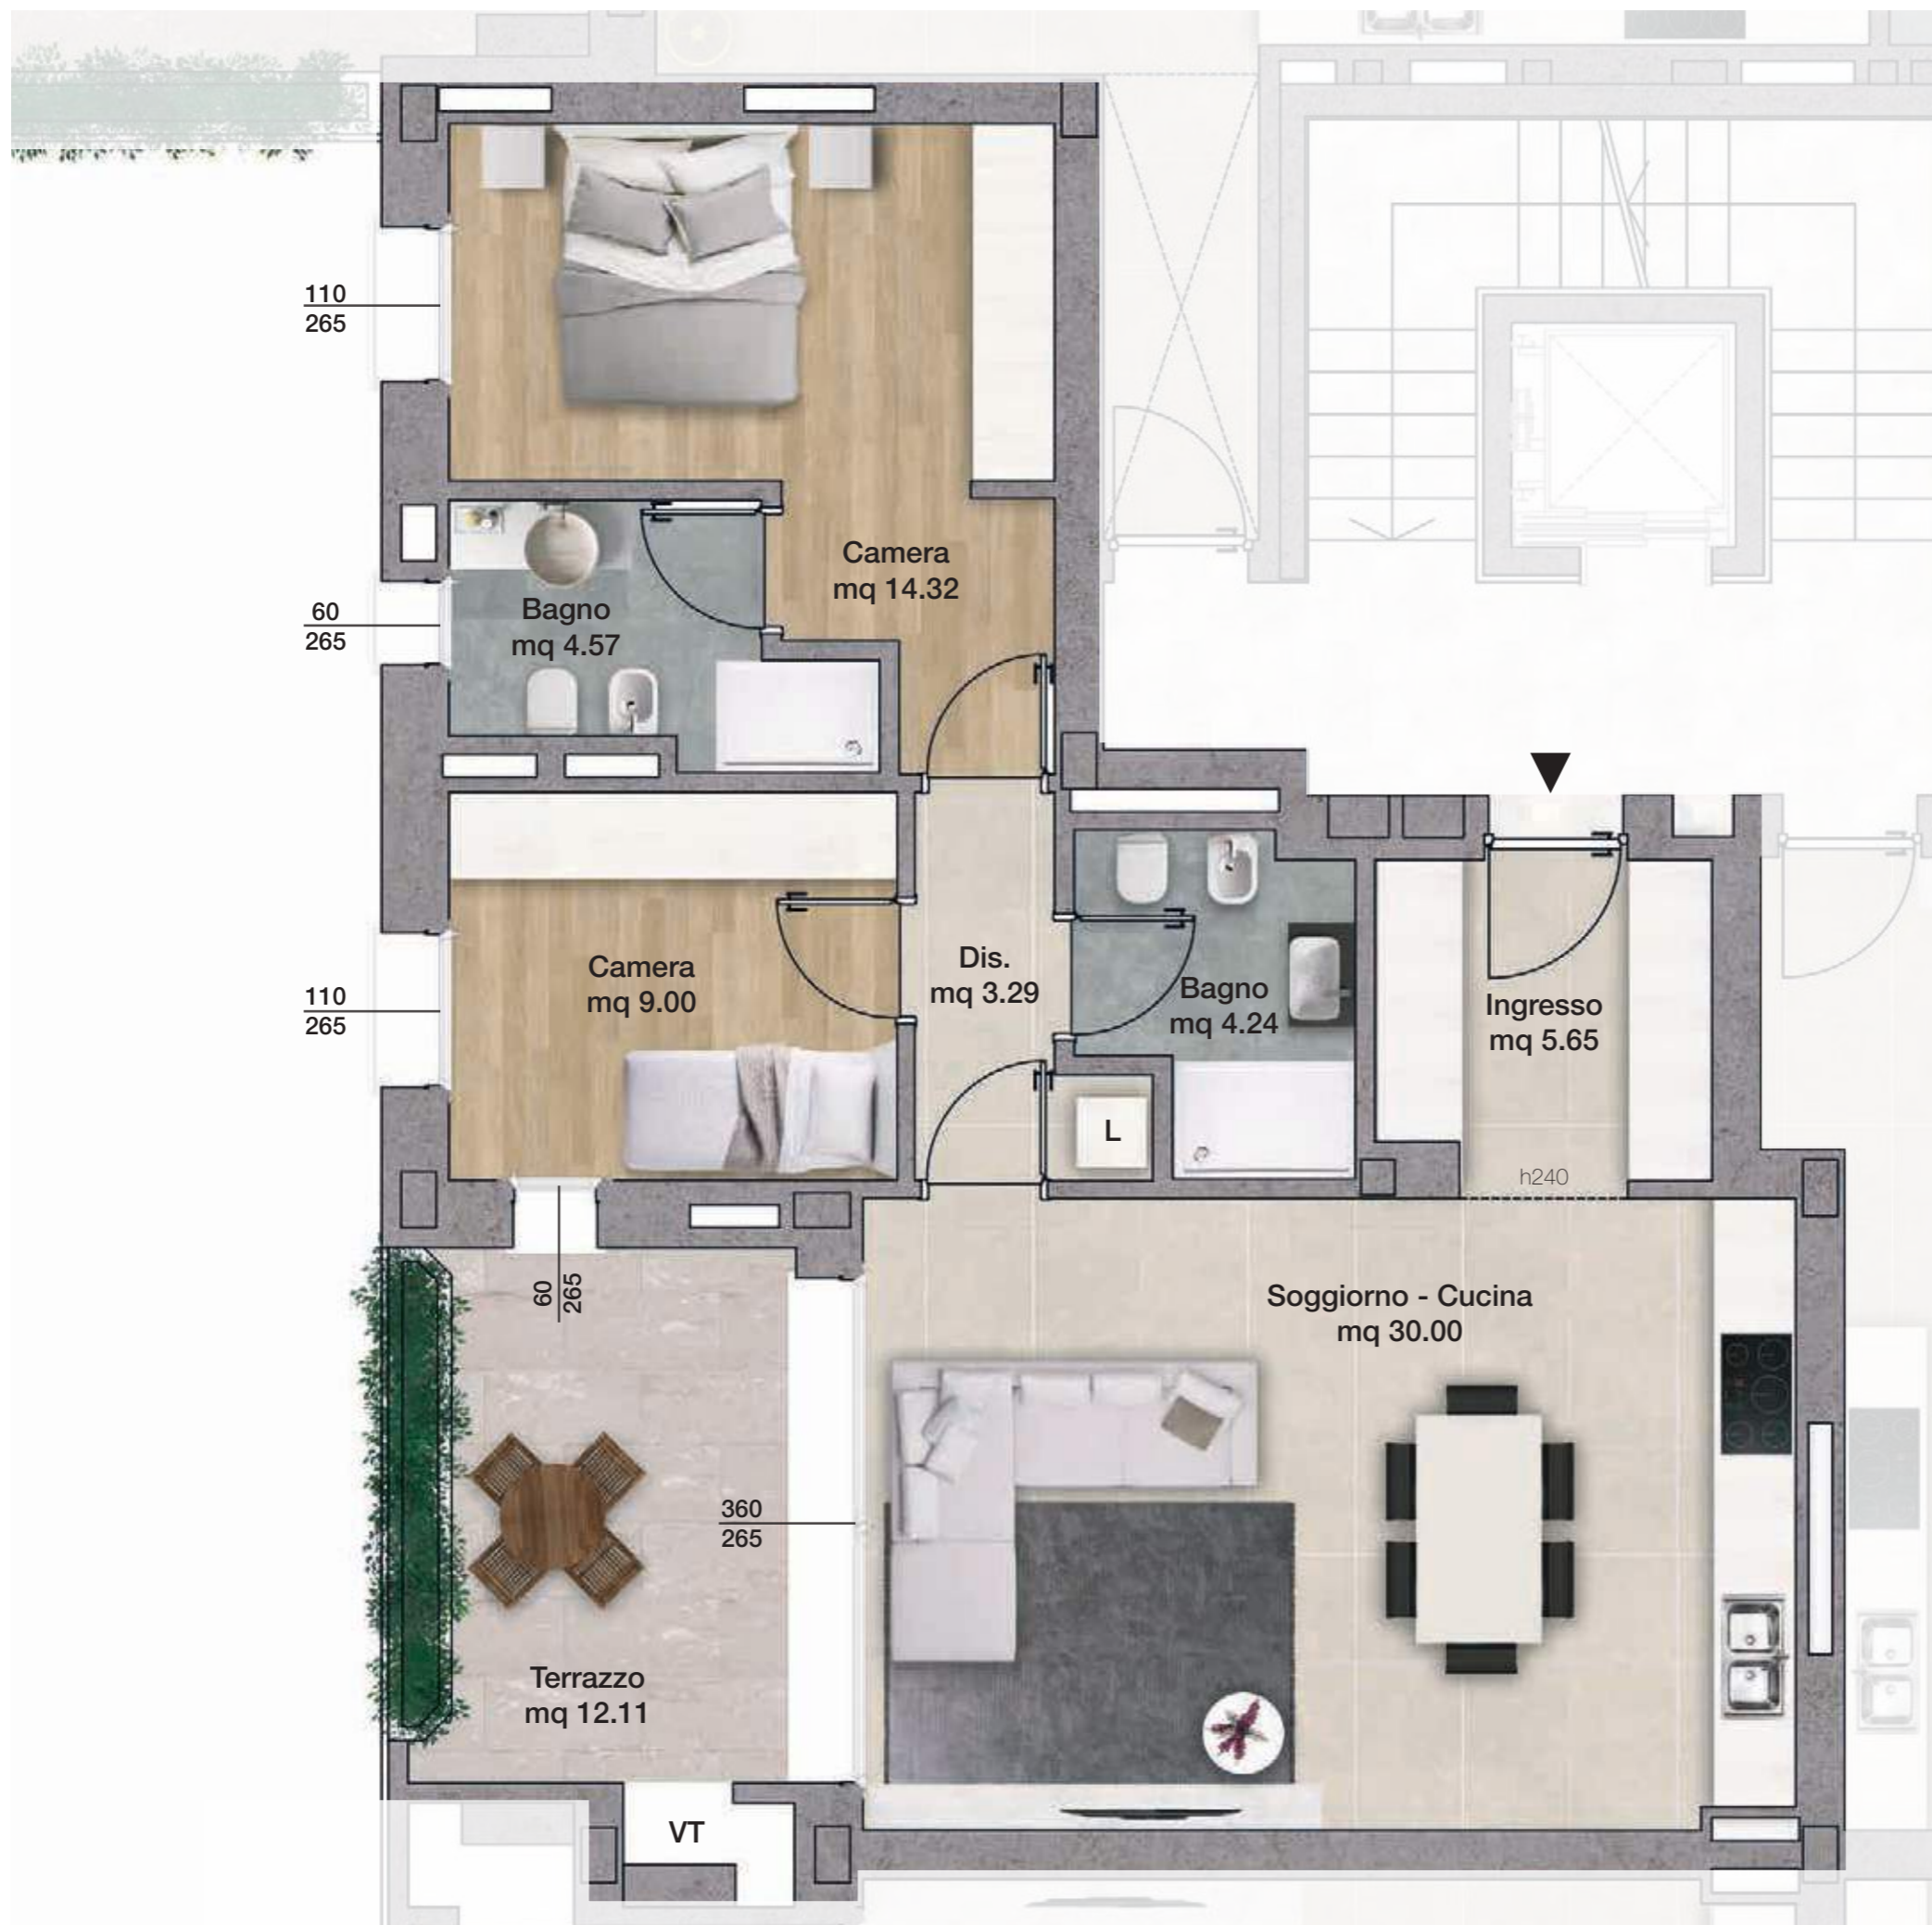 110
265
Camera
mq 14.32
60
265
Bagno
mq 4.57
110
265
Camera
mq 9.00
Dis.
mq 3.29
Bagno
mq 4.24
Ingresso
mq 5.65
L
h240
60
265
Soggiorno - Cucina
mq 30.00
360
265
Terrazzo
mq 12.11
VT